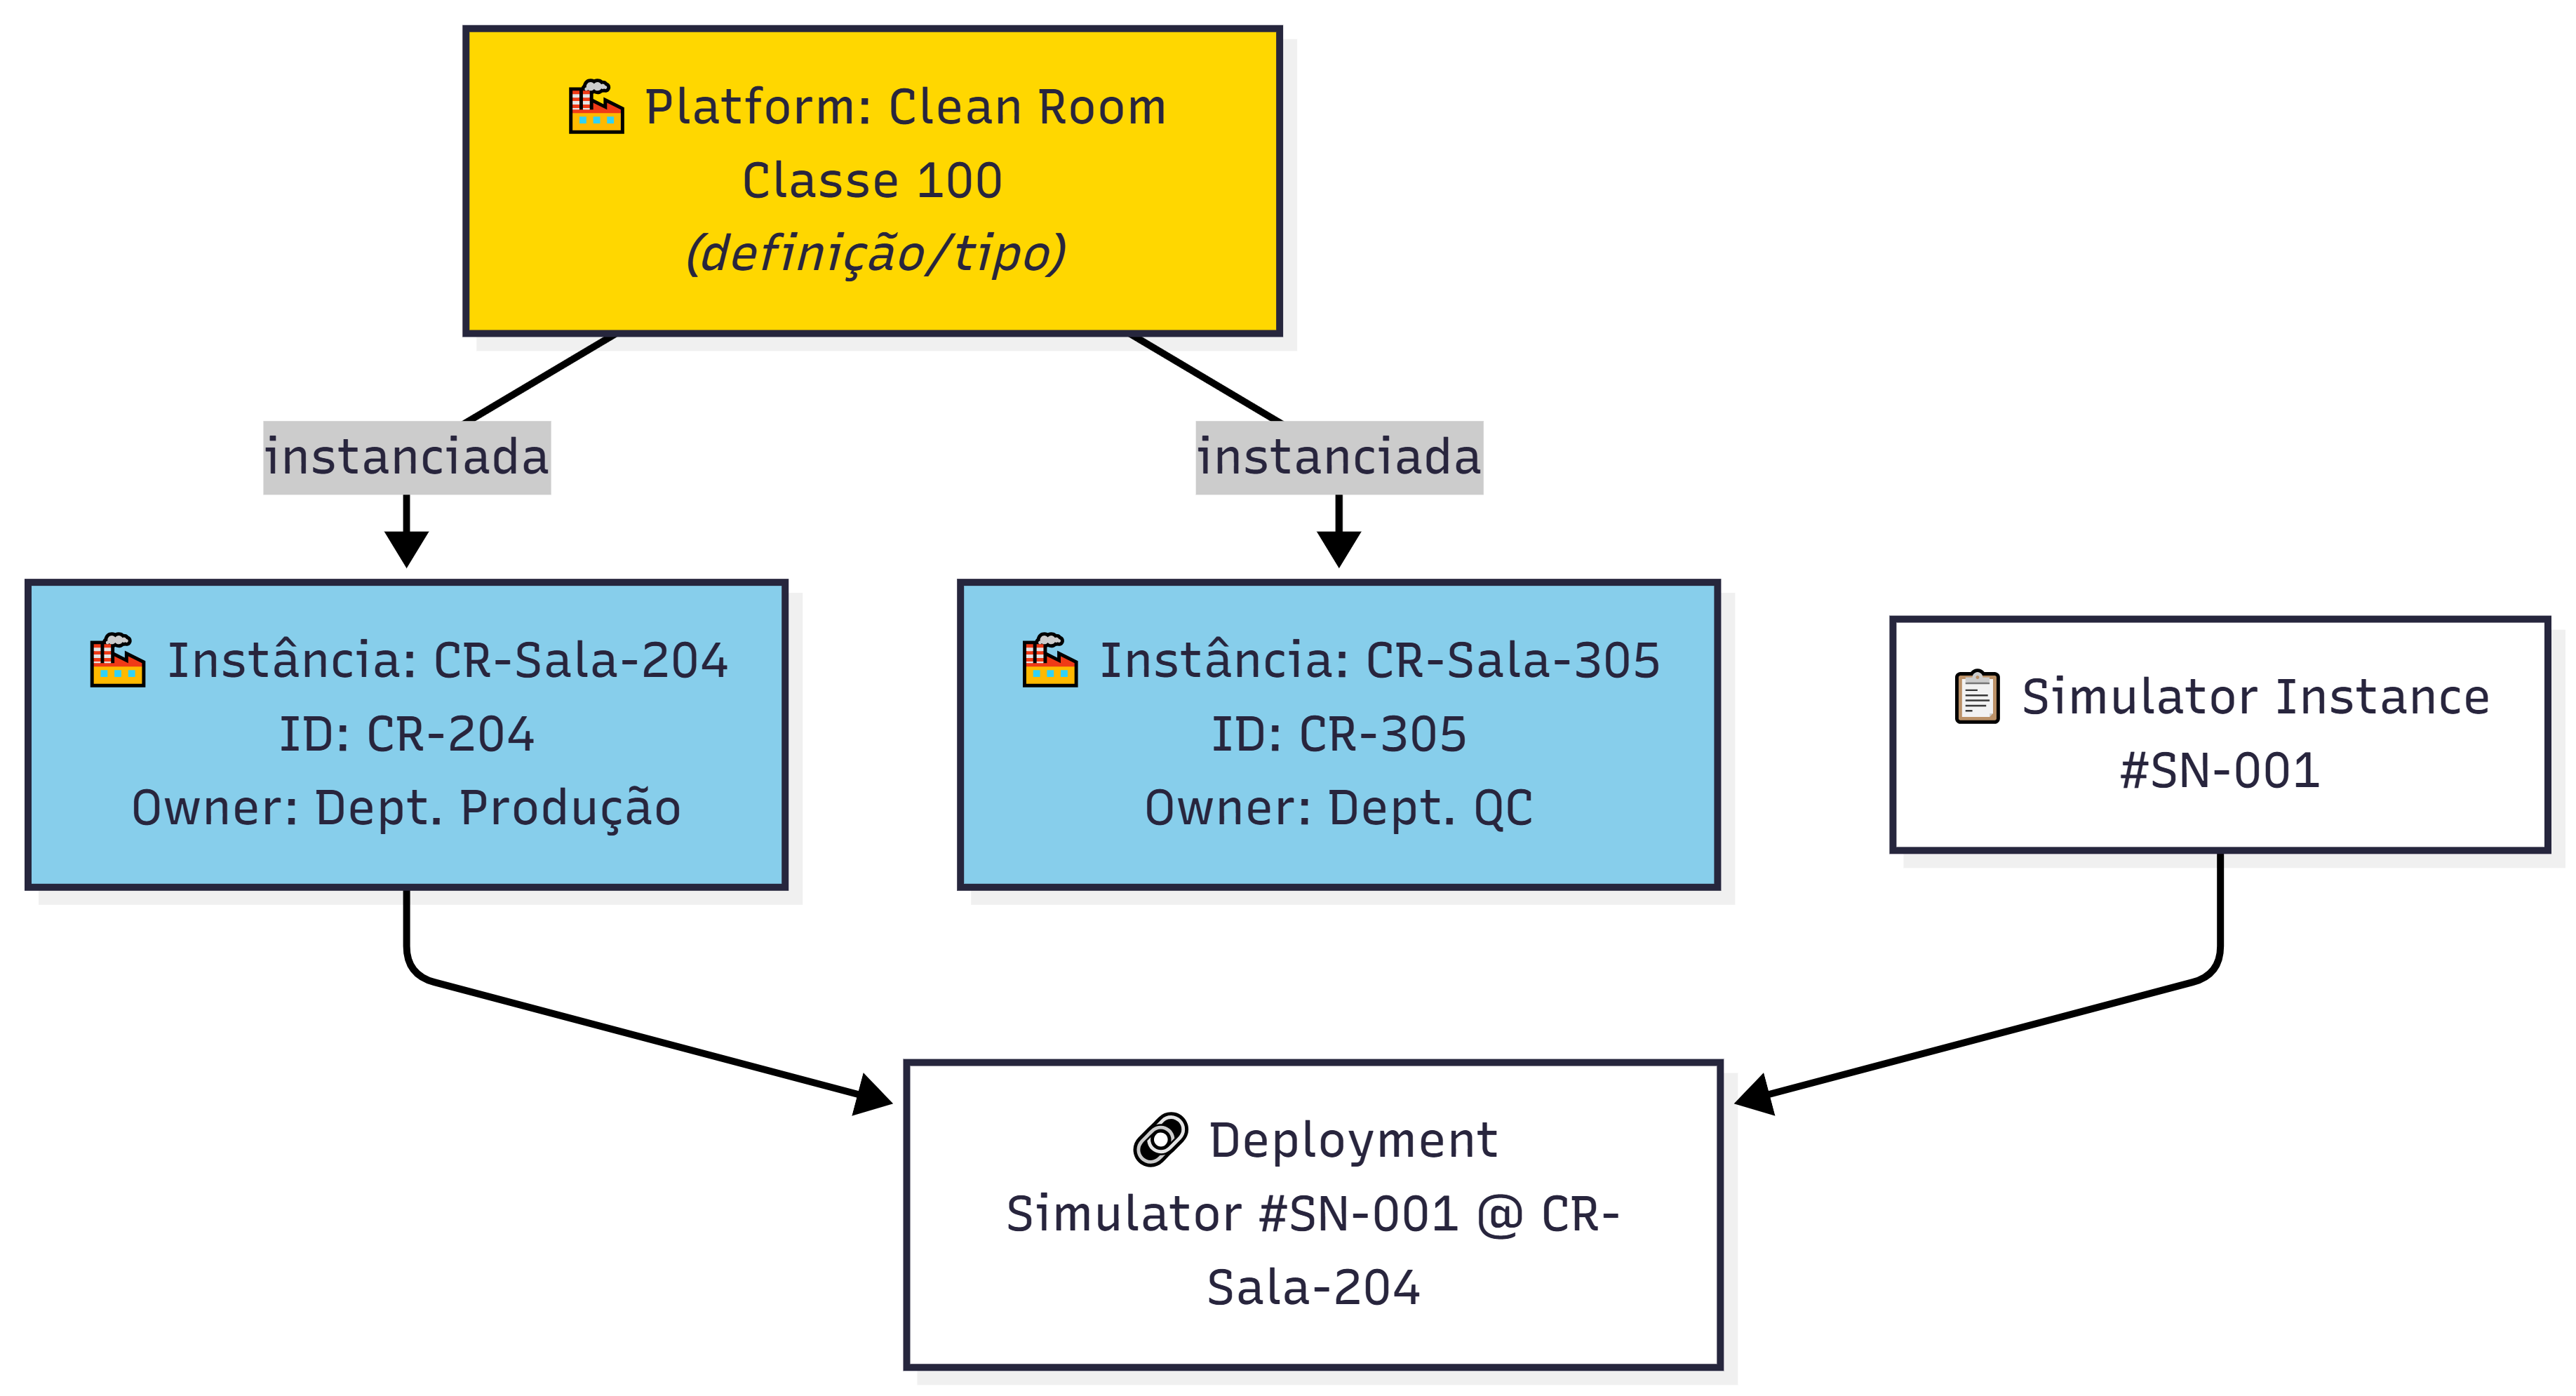 Platform: Clean Room
Classe 100
(definição/tipo)
instanciada
instanciada
Instância: CR-Sala-204
ID: CR-204
Owner: Dept. Produção
Instância: CR-Sala-305
ID: CR-305
Owner: Dept. QC
Simulator Instance
#SN-001
Deployment
Simulator #SN-001 @ CR-
Sala-204